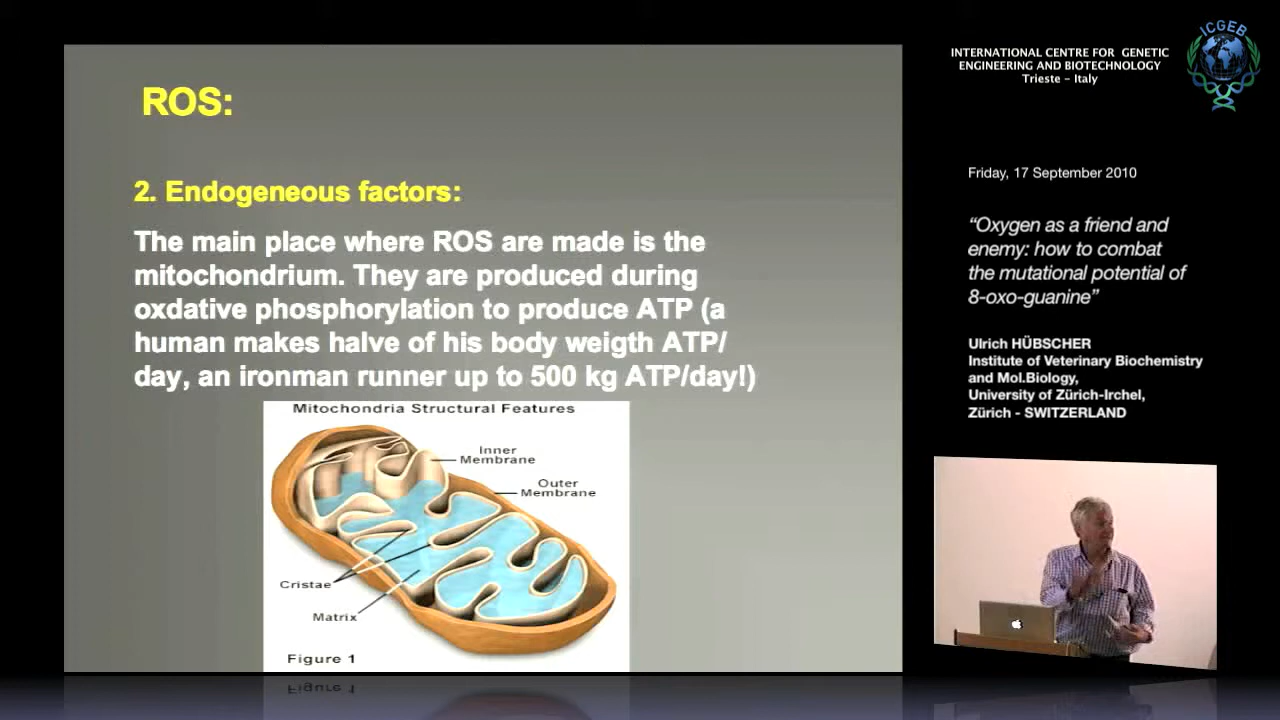 ROS:
2. Endogeneous factors:
The main place where ROS are made is the
mitochondrium. They are produced during
oxdative phosphorylation to produce ATP (a
human makes halve of his body weigth ATP/
day, an ironman runner up to 500 kg ATP/day!)
Mitochondria Structural Features
Inner
Membrane
Outer
Membrane
Cristae
Matrix
Figure 1
INTERNATIONAL CENTRE FOR GENETIC
ENGINEERING AND BIOTECHNOLOGY
Trieste - Italy
ICGEB
Friday, 17 September 2010
“Oxygen as a friend and
enemy: how to combat
the mutational potential of
8-oxo-guanine”
Ulrich HÜBSCHER
Institute of Veterinary Biochemistry
and Mol.Biology,
University of Zürich-Irchel,
Zürich - SWITZERLAND